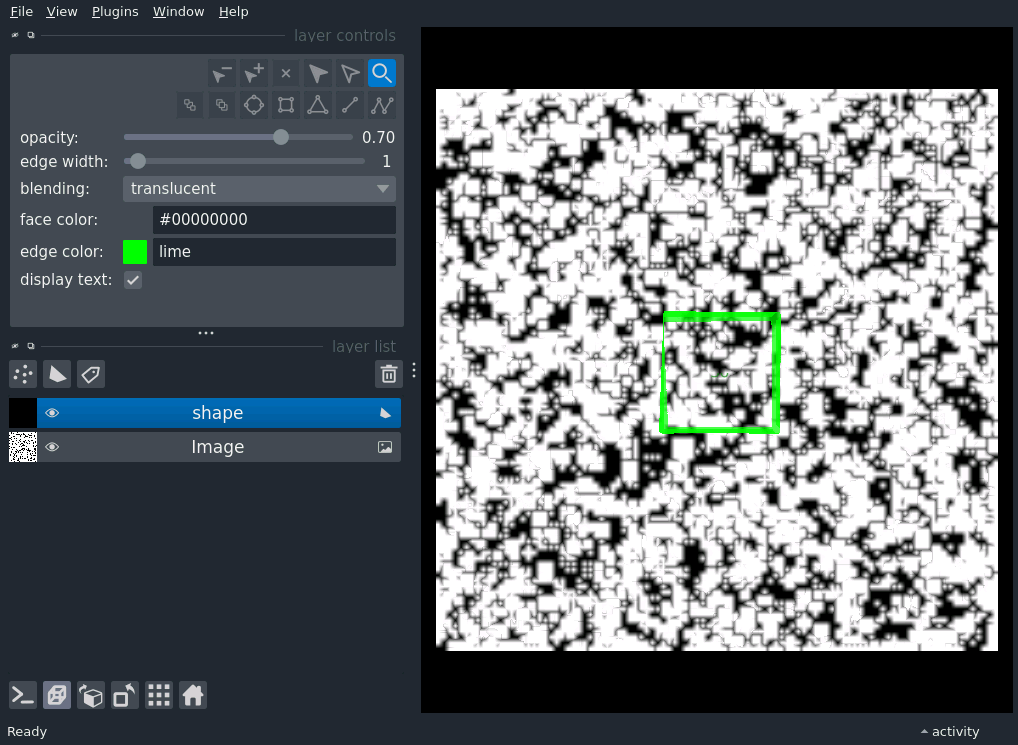 File View Plugins Window Help
layer controls
opacity: 0.70
edge width: 1
blending: translucent
face color: #00000000
edge color: lime
display text:
layer list
shape
Image
Ready
activity